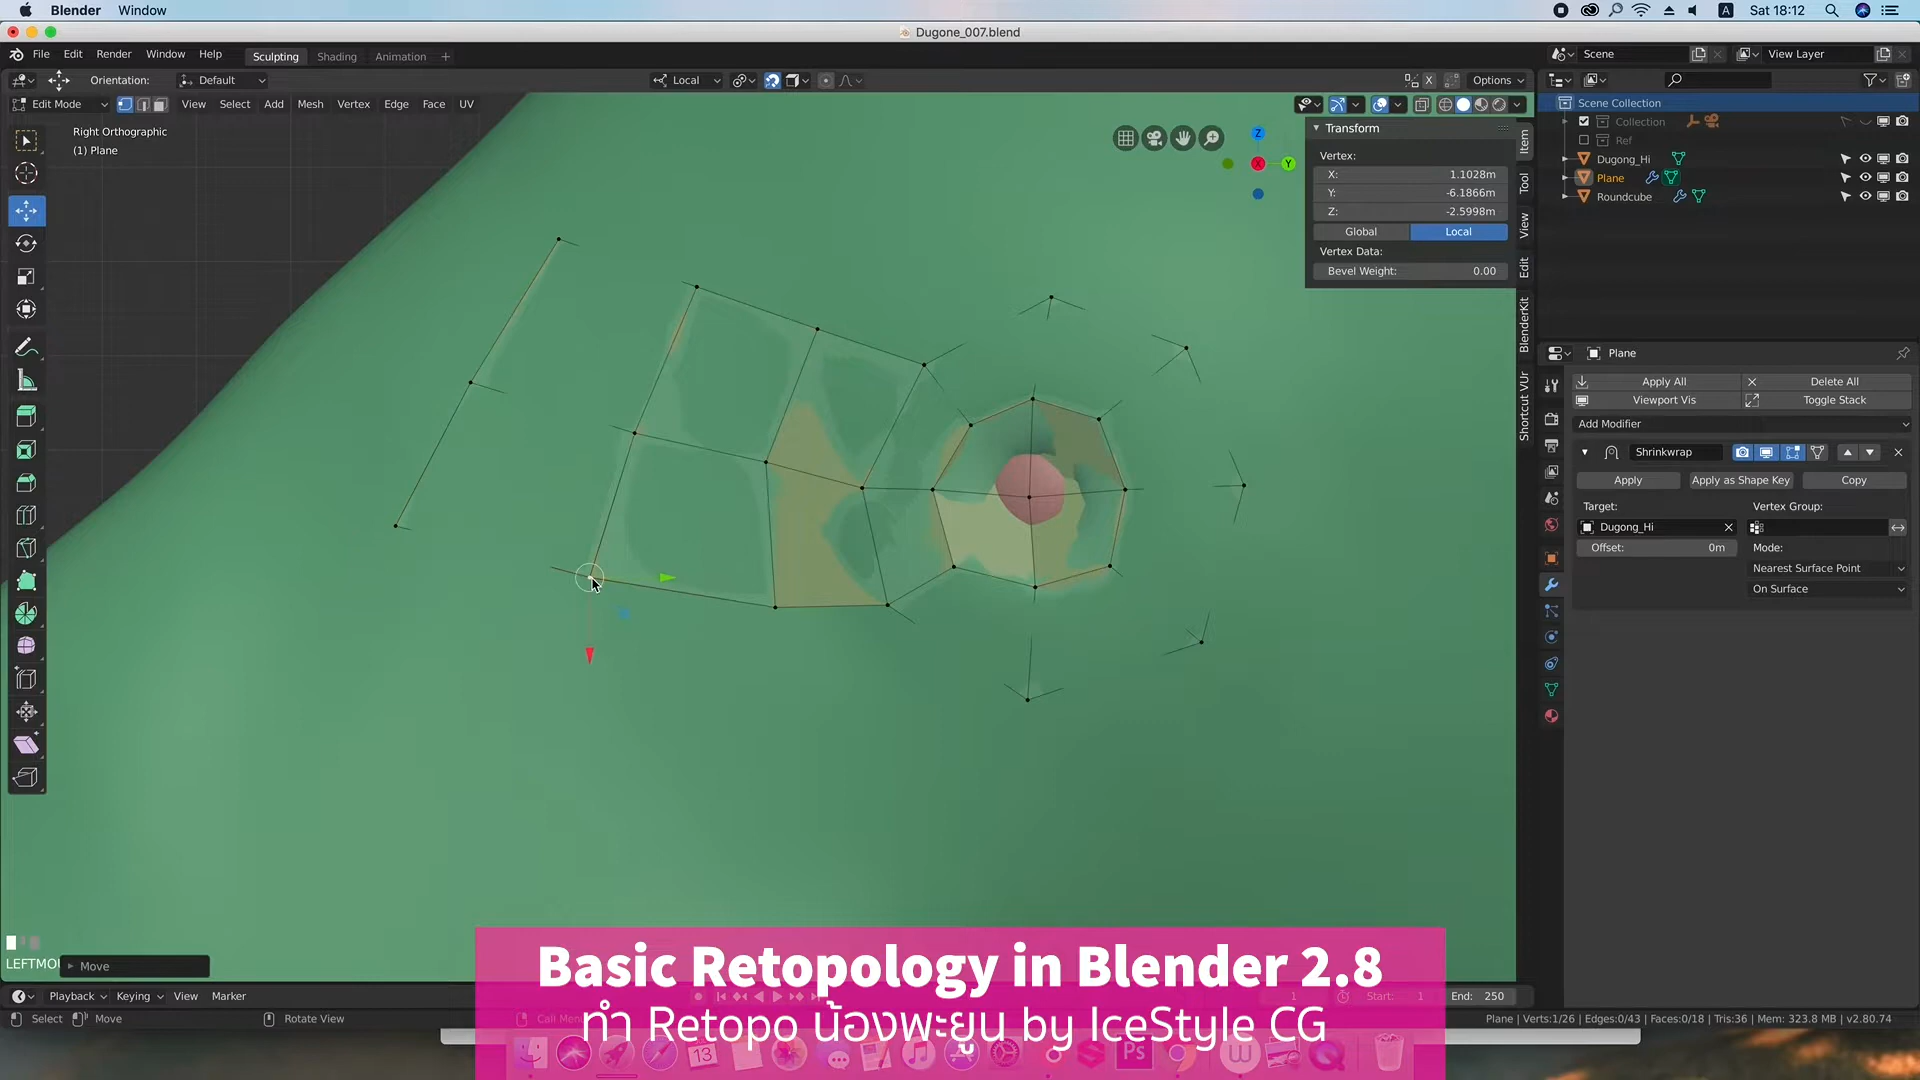 Blender Window
Sat 18:12
Dugone_007.blend
File Edit Render Window Help Sculpting Shading Animation +
Scene View Layer
Orientation: Default Local Options
Edit Mode View Select Add Mesh Vertex Edge Face UV
Right Orthographic
(1) Plane
Z
X
Y
Transform
Vertex:
X: 1.1028m
Y: -6.1866m
Z: -2.5998m
Global Local
Vertex Data:
Bevel Weight: 0.00
Item
Tool
View
Edit
BlenderKit
Shortcut VUr
Scene Collection
Collection
Ref
Dugong_Hi
Plane
Roundcube
Plane
Apply All Delete All
Viewport Vis Toggle Stack
Add Modifier
Shrinkwrap
Apply Apply as Shape Key Copy
Target: Vertex Group:
Dugong_Hi
Offset: 0m Mode:
Nearest Surface Point
On Surface
LEFTMO
Move
Basic Retopology in Blender 2.8
ทำ Retopo น้องพะยูน by IceStyle CG
Playback Keying View Marker
1 Start: 1 End: 250
Select Move Rotate View Call Menu
Plane | Verts:1/26 | Edges:0/43 | Faces:0/18 | Tris:36 | Mem: 323.8 MB | v2.80.74
13
Ps